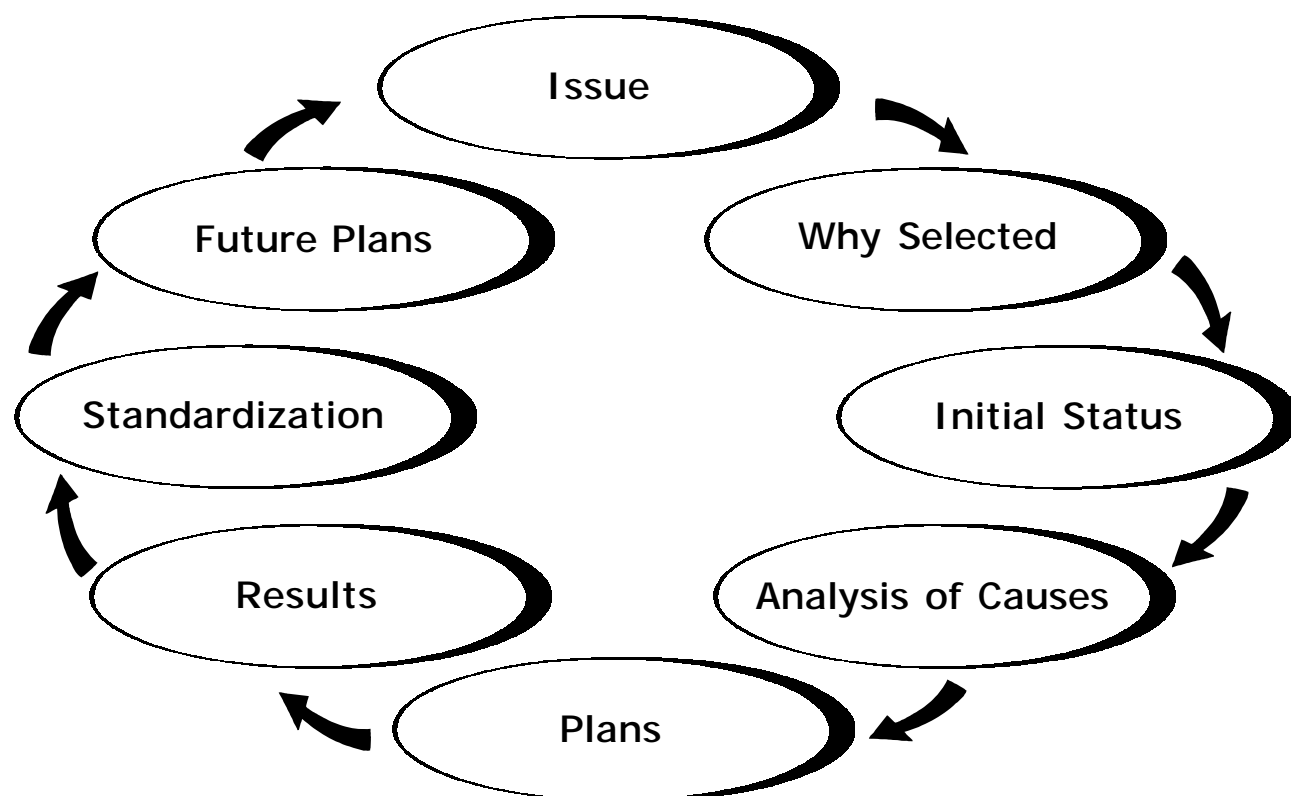 Issue
Why Selected
Initial Status
Analysis of Causes
Plans
Results
Standardization
Future Plans